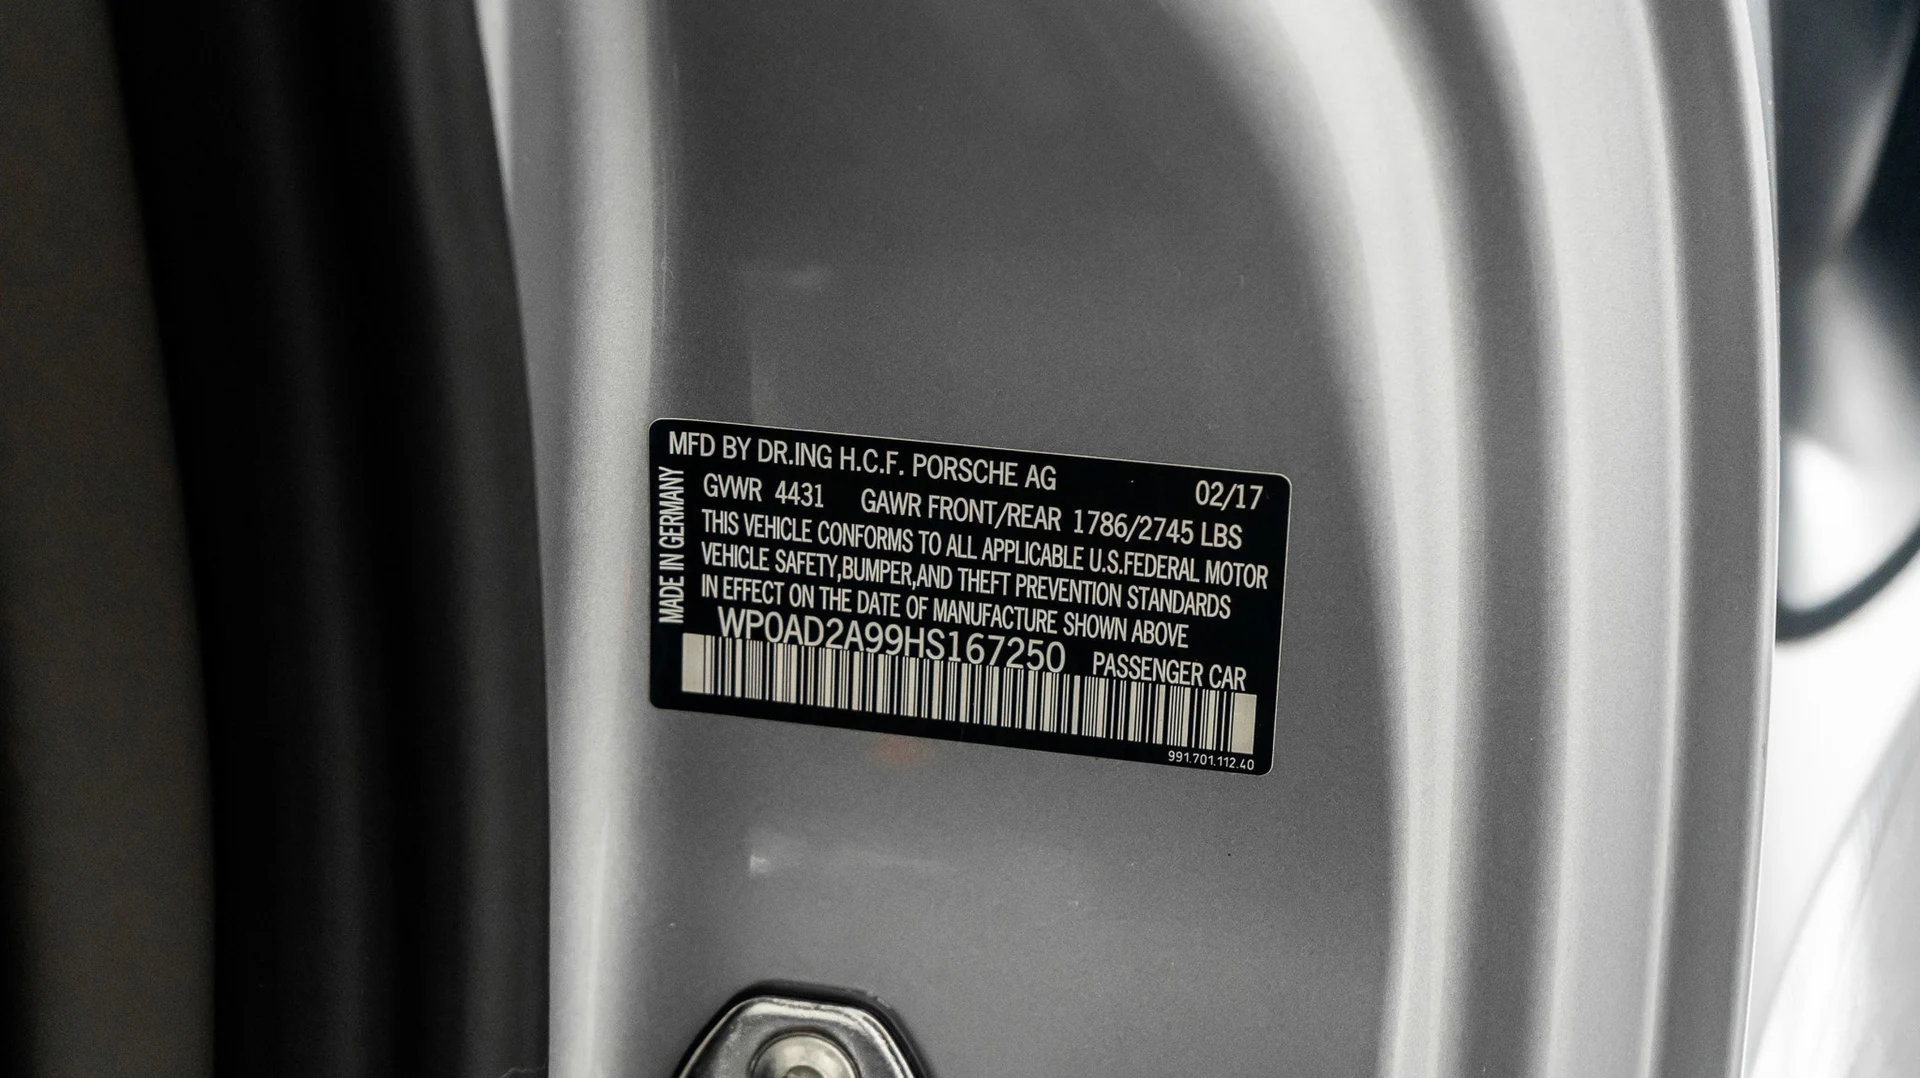 MFD BY DR.ING H.C.F. PORSCHE AG
02/17
GVWR 4431 GAWR FRONT/REAR 1786/2745 LBS
THIS VEHICLE CONFORMS TO ALL APPLICABLE U.S.FEDERAL MOTOR
VEHICLE SAFETY,BUMPER,AND THEFT PREVENTION STANDARDS
IN EFFECT ON THE DATE OF MANUFACTURE SHOWN ABOVE
WP0AD2A99HS167250 PASSENGER CAR
991.701.112.40
MADE IN GERMANY